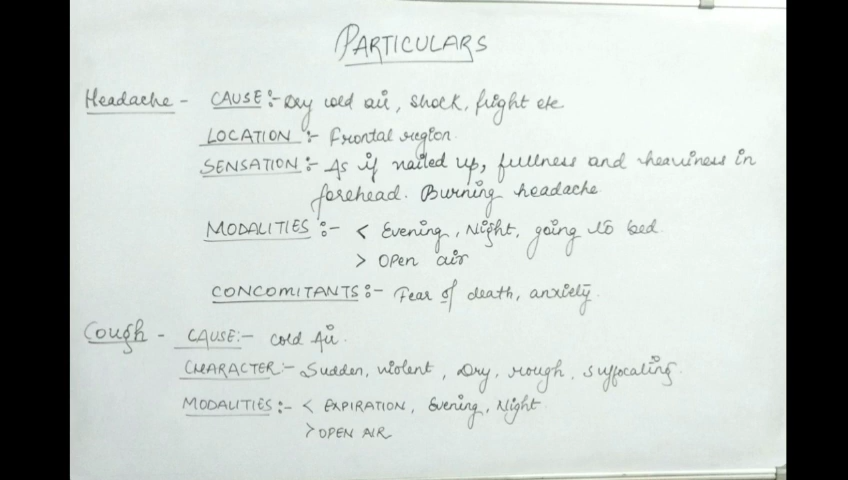 PARTICULARS
Headache - CAUSE :- Dry cold air, shock, fright etc
LOCATION :- Frontal region.
SENSATION :- As if nailed up, fullness and heaviness in
forehead. Burning headache
MODALITIES :- < Evening, Night, going to bed.
> OPEN air
CONCOMITANTS :- Fear of death, anxiety.
Cough - CAUSE :- Cold Air.
CHARACTER :- Sudden, violent, Dry, rough, suffocating.
MODALITIES :- < EXPIRATION, Evening, Night.
> OPEN AIR